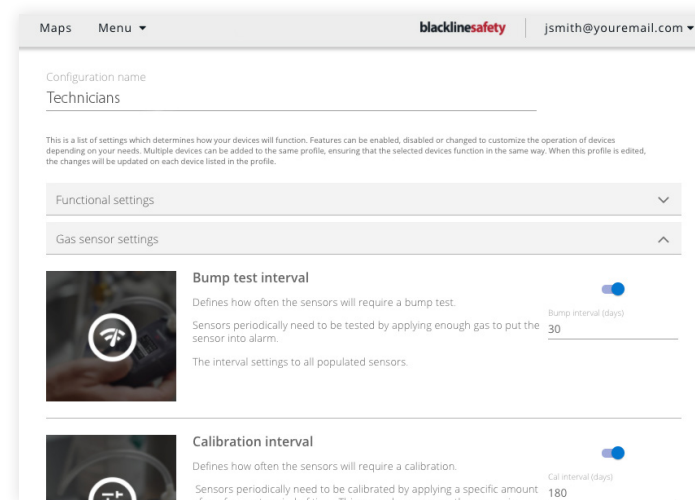 Maps Menu blacklinesafety jsmith@youremail.com
Configuration name
Technicians
This is a list of settings which determines how your devices will function. Features can be enabled, disabled or changed to customize the operation of devices
depending on your needs. Multiple devices can be added to the same profile, ensuring that the selected devices function in the same way. When this profile is edited,
the changes will be updated on each device listed in the profile.
Functional settings
Gas sensor settings
Bump test interval
Defines how often the sensors will require a bump test.
Sensors periodically need to be tested by applying enough gas to put the
sensor into alarm.
The interval settings to all populated sensors.
Bump interval (days)
30
Calibration interval
Defines how often the sensors will require a calibration.
Sensors periodically need to be calibrated by applying a specific amount
Cal interval (days)
180